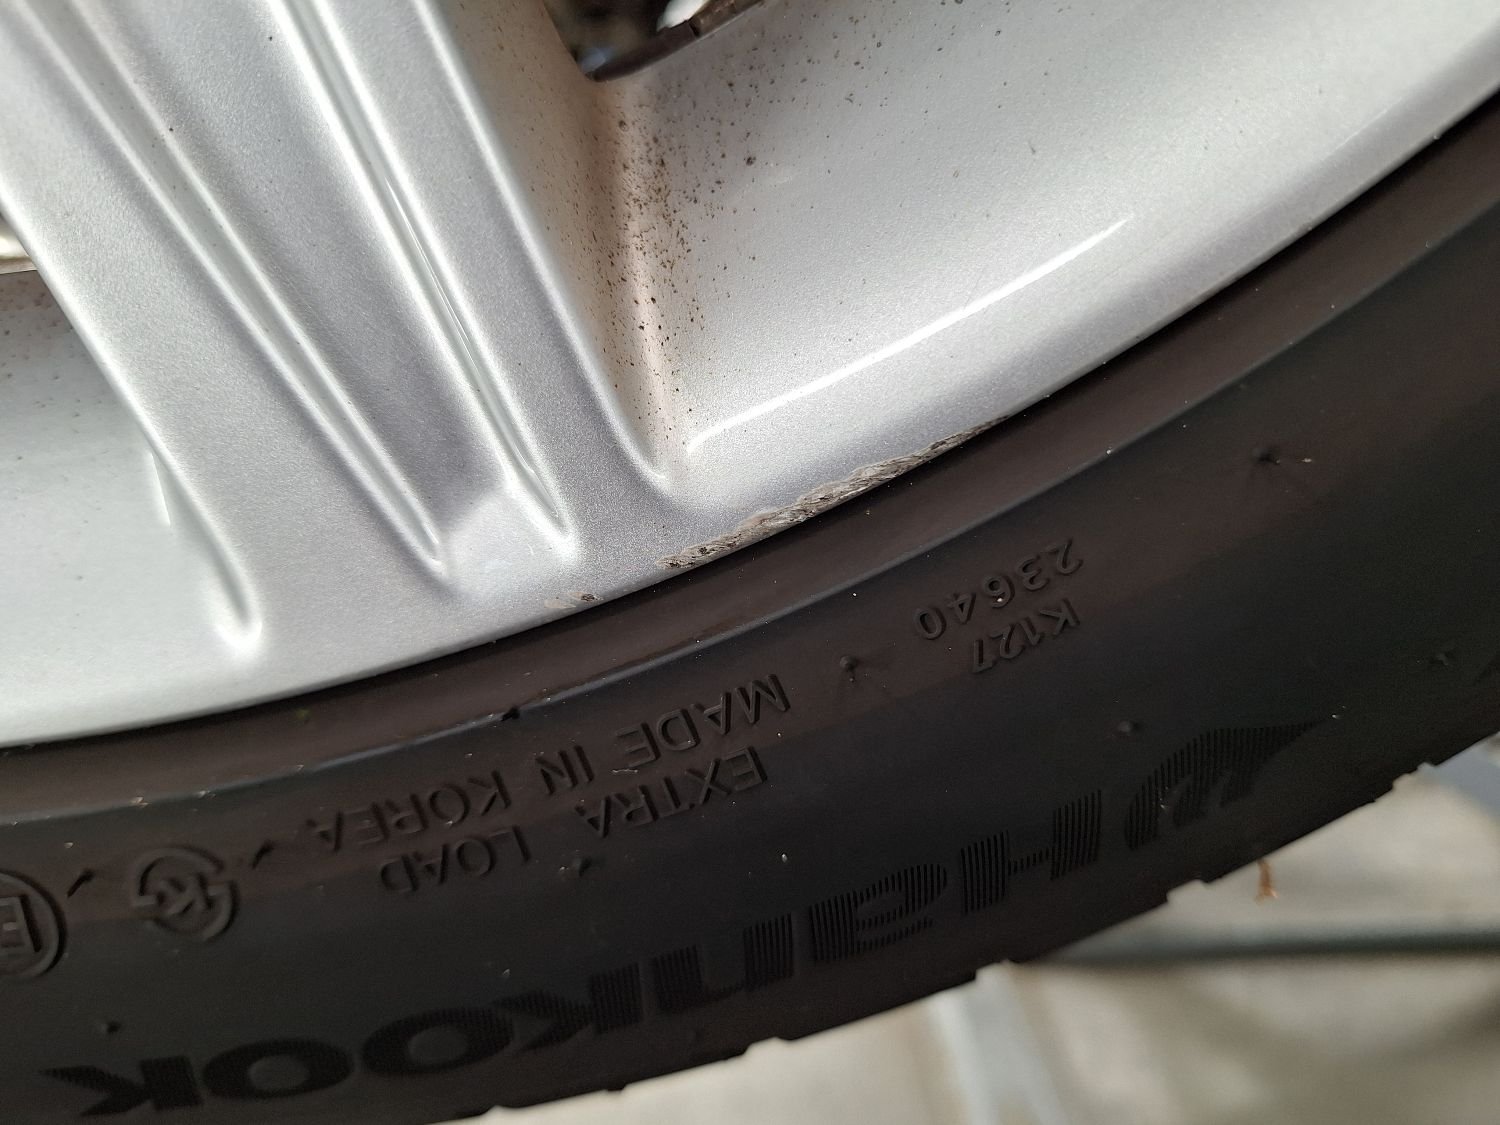 23640
K127
MADE IN KOREA
EXTRA LOAD
K
E
HANKOOK